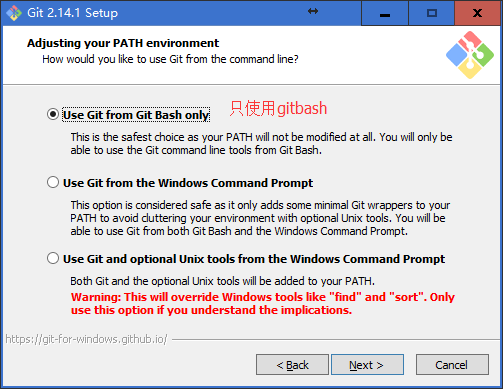 Git 2.14.1 Setup
Adjusting your PATH environment
How would you like to use Git from the command line?
Use Git from Git Bash only
只使用gitbash
This is the safest choice as your PATH will not be modified at all. You will only be
able to use the Git command line tools from Git Bash.
Use Git from the Windows Command Prompt
This option is considered safe as it only adds some minimal Git wrappers to your
PATH to avoid cluttering your environment with optional Unix tools. You will be
able to use Git from both Git Bash and the Windows Command Prompt.
Use Git and optional Unix tools from the Windows Command Prompt
Both Git and the optional Unix tools will be added to your PATH.
Warning: This will override Windows tools like "find" and "sort". Only
use this option if you understand the implications.
https://git-for-windows.github.io/
< Back
Next >
Cancel